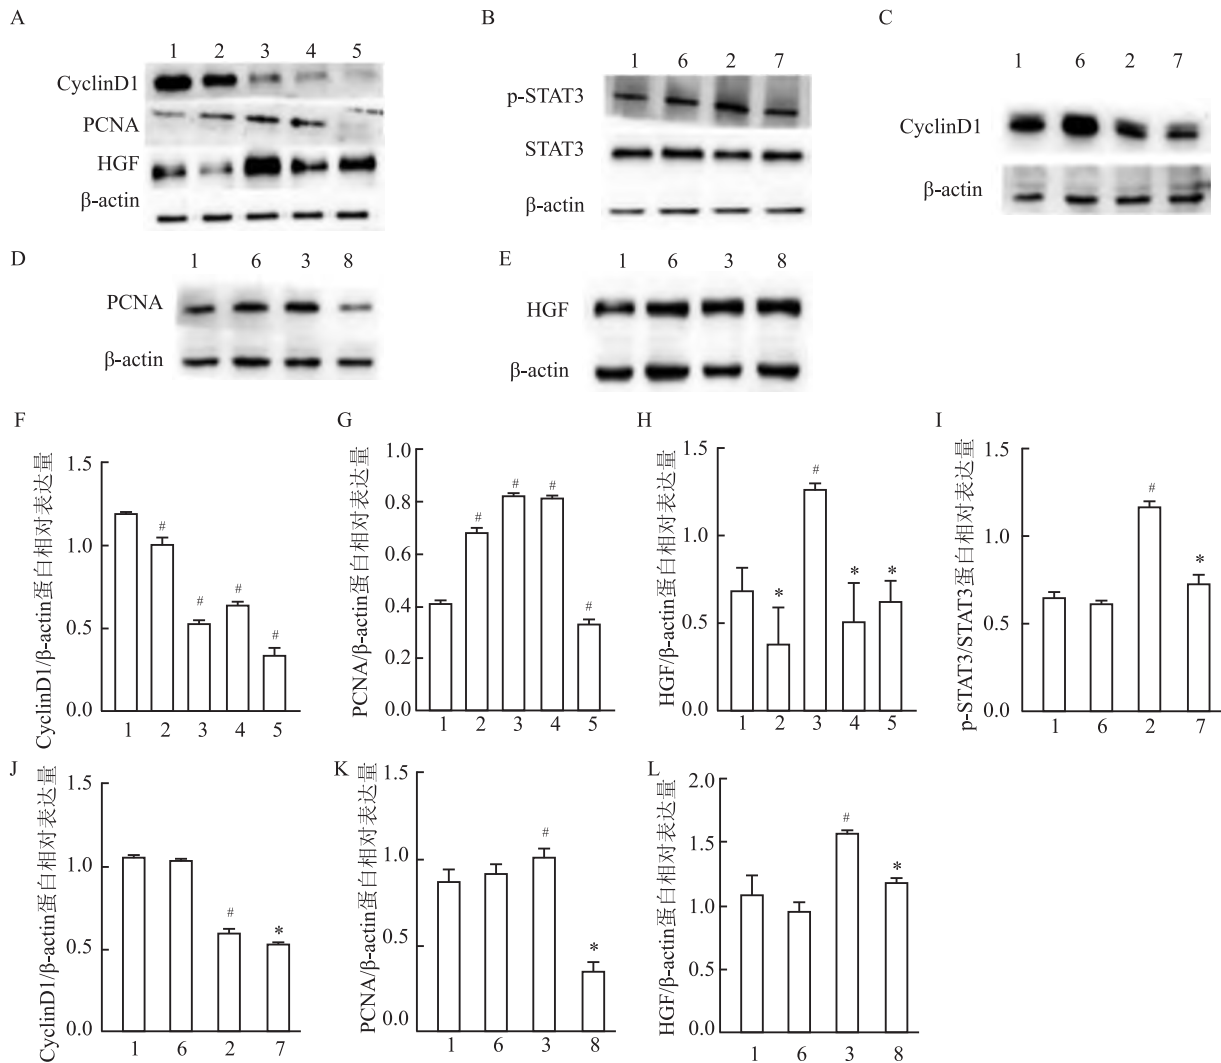 A
1 2 3 4 5
CyclinD1
PCNA
HGF
β-actin
B
1 6 2 7
p-STAT3
STAT3
β-actin
C
1 6 2 7
CyclinD1
β-actin
D
1 6 3 8
PCNA
β-actin
E
1 6 3 8
HGF
β-actin
F
CyclinD1/β-actin蛋白相对表达量
1.5
1.0
0.5
0.0
# # # #
1 2 3 4 5
G
PCNA/β-actin蛋白相对表达量
1.0
0.8
0.6
0.4
0.2
0.0
# # # #
1 2 3 4 5
H
HGF/β-actin蛋白相对表达量
1.5
1.0
0.5
0.0
* # * *
1 2 3 4 5
I
p-STAT3/STAT3蛋白相对表达量
1.5
1.0
0.5
0.0
# *
1 6 2 7
J
CyclinD1/β-actin蛋白相对表达量
1.5
1.0
0.5
0.0
# *
1 6 2 7
K
PCNA/β-actin蛋白相对表达量
1.5
1.0
0.5
0.0
# *
1 6 3 8
L
HGF/β-actin蛋白相对表达量
2.0
1.5
1.0
0.5
0.0
# *
1 6 3 8